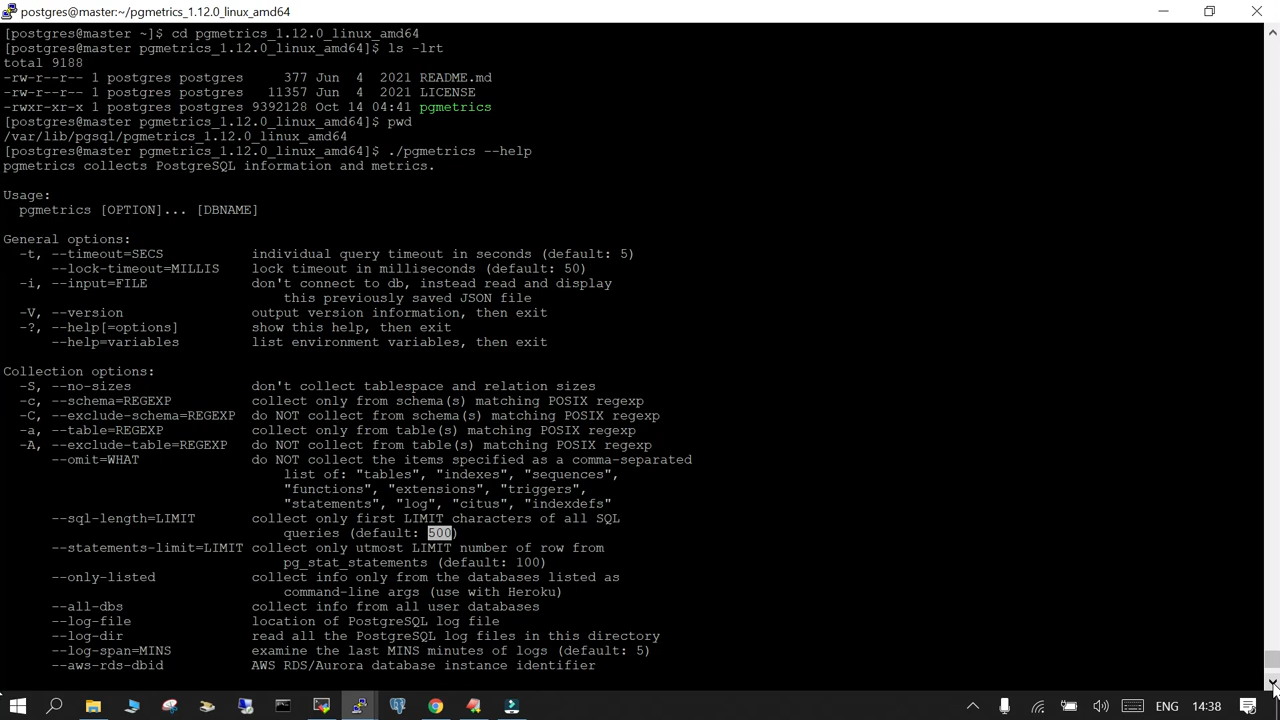 postgres@master:~/pgmetrics_1.12.0_linux_amd64
[postgres@master ~]$ cd pgmetrics_1.12.0_linux_amd64
[postgres@master pgmetrics_1.12.0_linux_amd64]$ ls -lrt
total 9188
-rw-r--r-- 1 postgres postgres     377 Jun  4  2021 README.md
-rw-r--r-- 1 postgres postgres   11357 Jun  4  2021 LICENSE
-rwxr-xr-x 1 postgres postgres 9392128 Oct 14 04:41 pgmetrics
[postgres@master pgmetrics_1.12.0_linux_amd64]$ pwd
/var/lib/pgsql/pgmetrics_1.12.0_linux_amd64
[postgres@master pgmetrics_1.12.0_linux_amd64]$ ./pgmetrics --help
pgmetrics collects PostgreSQL information and metrics.
Usage:
  pgmetrics [OPTION]... [DBNAME]
General options:
  -t, --timeout=SECS           individual query timeout in seconds (default: 5)
      --lock-timeout=MILLIS    lock timeout in milliseconds (default: 50)
  -i, --input=FILE             don't connect to db, instead read and display
                                   this previously saved JSON file
  -V, --version                output version information, then exit
  -?, --help[=options]         show this help, then exit
      --help=variables         list environment variables, then exit
Collection options:
  -S, --no-sizes               don't collect tablespace and relation sizes
  -c, --schema=REGEXP          collect only from schema(s) matching POSIX regexp
  -C, --exclude-schema=REGEXP  do NOT collect from schema(s) matching POSIX regexp
  -a, --table=REGEXP           collect only from table(s) matching POSIX regexp
  -A, --exclude-table=REGEXP   do NOT collect from table(s) matching POSIX regexp
      --omit=WHAT              do NOT collect the items specified as a comma-separated
                                   list of: "tables", "indexes", "sequences",
                                   "functions", "extensions", "triggers",
                                   "statements", "log", "citus", "indexdefs"
      --sql-length=LIMIT       collect only first LIMIT characters of all SQL
                                   queries (default: 500)
      --statements-limit=LIMIT collect only utmost LIMIT number of row from
                                   pg_stat_statements (default: 100)
      --only-listed            collect info only from the databases listed as
                                   command-line args (use with Heroku)
      --all-dbs                collect info from all user databases
      --log-file               location of PostgreSQL log file
      --log-dir                read all the PostgreSQL log files in this directory
      --log-span=MINS          examine the last MINS minutes of logs (default: 5)
      --aws-rds-dbid           AWS RDS/Aurora database instance identifier
ENG 14:38